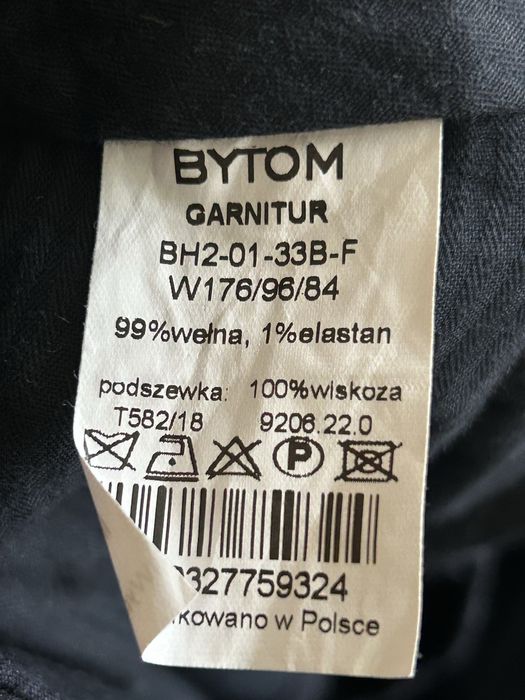 BYTOM
GARNITUR
BH2-01-33B-F
W176/96/84
99%wełna, 1%elastan
podszewka: 100%wiskoza
T582/18 9206.22.0
P
327759324
kowano w Polsce